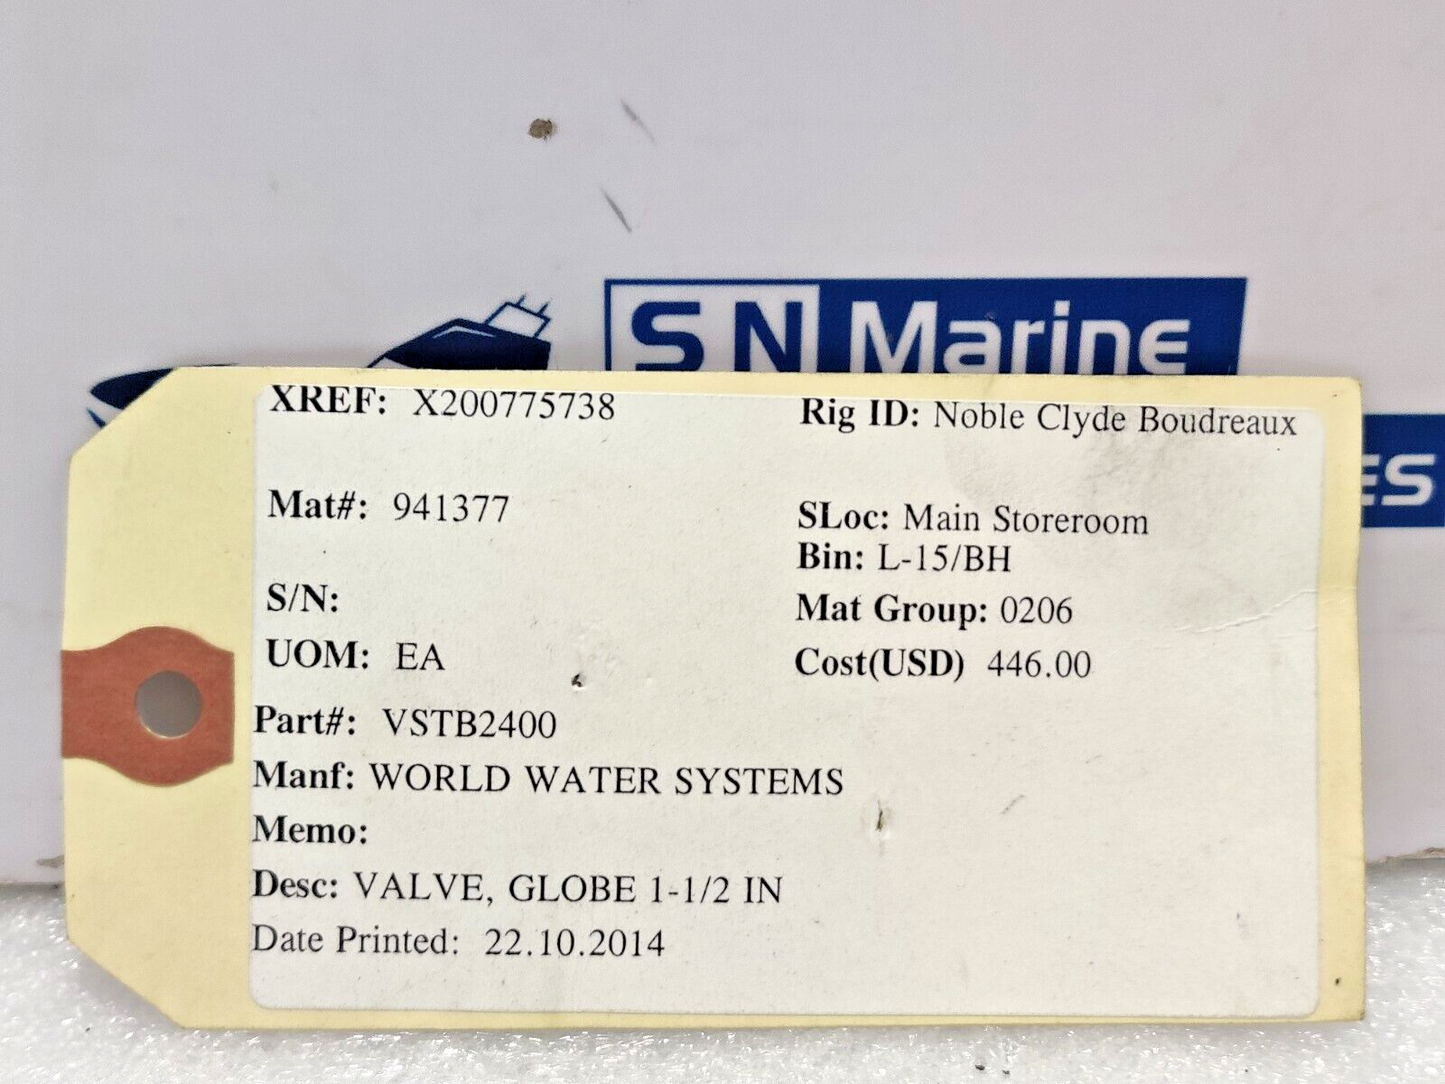 S N Marine
ES
XREF: X200775738 Rig ID: Noble Clyde Boudreaux
Mat#: 941377 SLoc: Main Storeroom
Bin: L-15/BH
S/N: Mat Group: 0206
UOM: EA Cost(USD) 446.00
Part#: VSTB2400
Manf: WORLD WATER SYSTEMS
Memo:
Desc: VALVE, GLOBE 1-1/2 IN
Date Printed: 22.10.2014